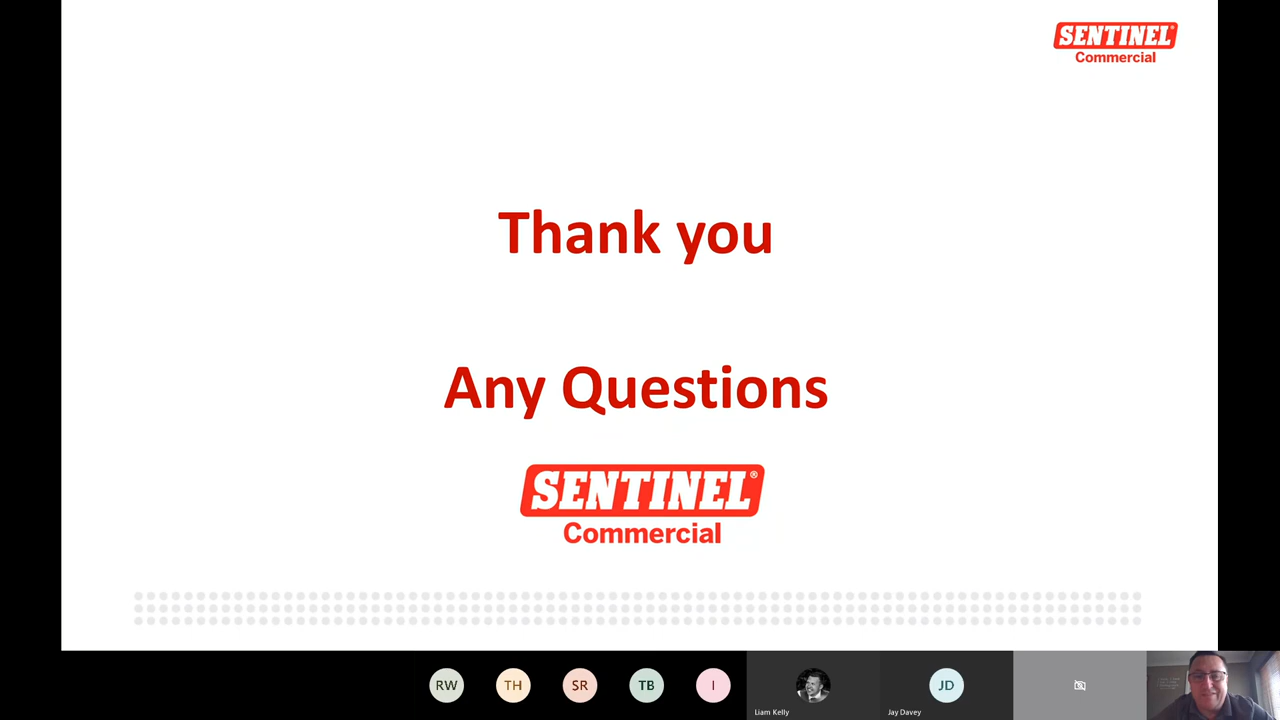 SENTINEL®
Commercial
Thank you
Any Questions
SENTINEL®
Commercial
RW
TH
SR
TB
I
JD
Liam Kelly
Jay Davey